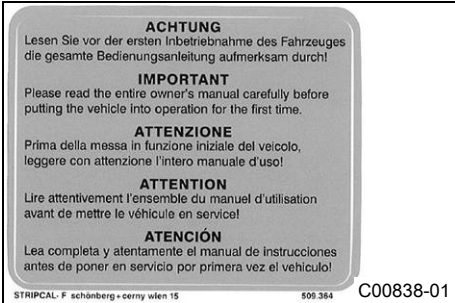 ACHTUNG
Lesen Sie vor der ersten Inbetriebnahme des Fahrzeuges
die gesamte Bedienungsanleitung aufmerksam durch!
IMPORTANT
Please read the entire owner's manual carefully before
putting the vehicle into operation for the first time.
ATTENZIONE
Prima della messa in funzione iniziale del veicolo,
leggere con attenzione l'intero manuale d'uso!
ATTENTION
Lire attentivement l'ensemble du manuel d'utilisation
avant de mettre le véhicule en service!
ATENCIÓN
Lea completa y atentamente el manual de instrucciones
antes de poner en servicio por primera vez el vehiculo!
STRIPCAL- F schönberg + cerny wien 15 509.364
C00838-01